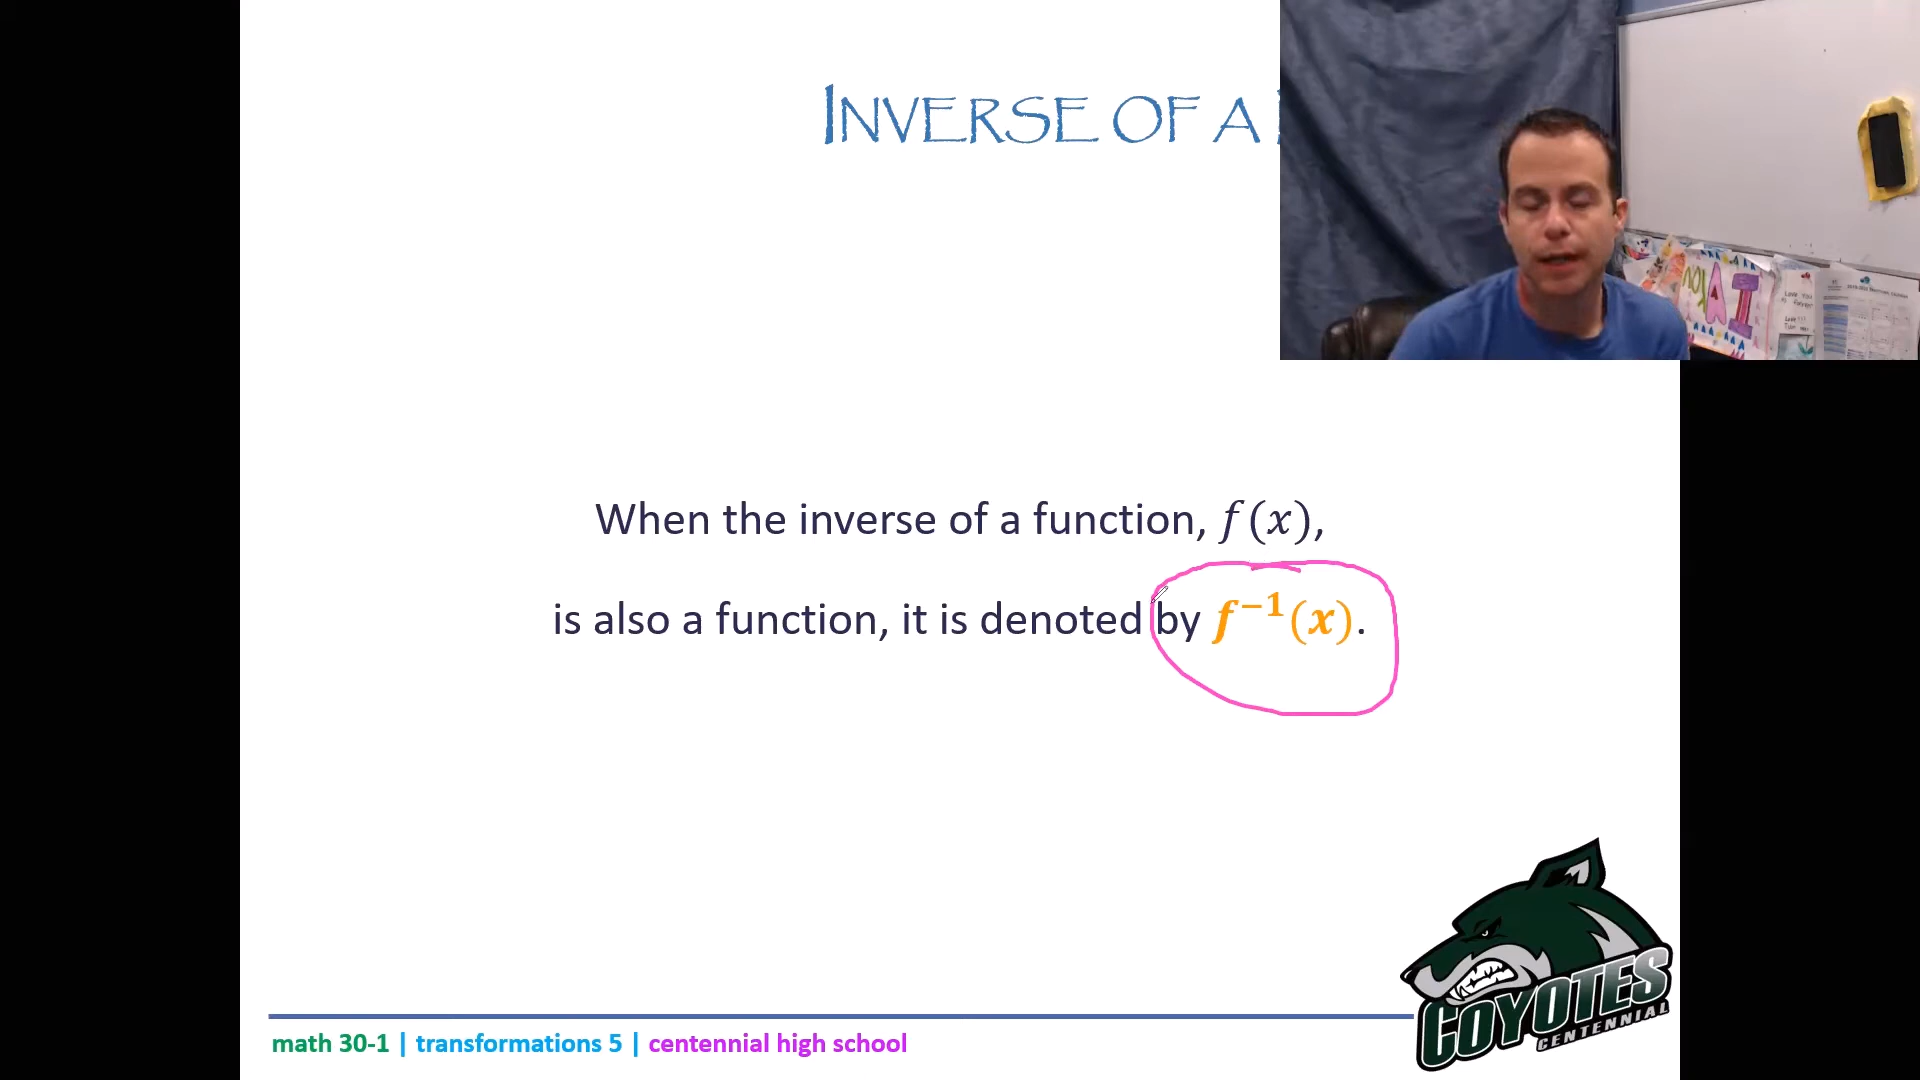 INVERSE OF A
When the inverse of a function, f(x),
is also a function, it is denoted by f⁻¹(x).
math 30-1 | transformations 5 | centennial high school
COYOTES
CENTENNIAL